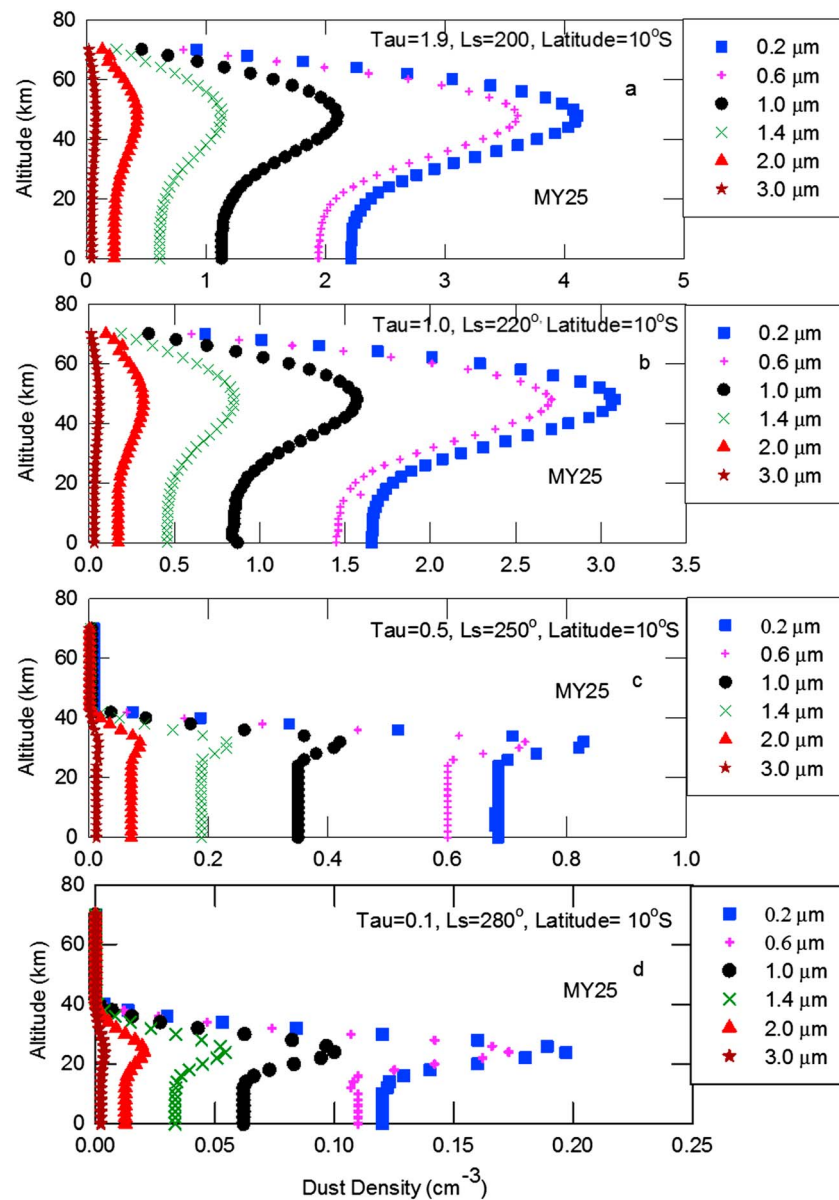 80
60
40
20
0
Altitude (km)
Tau=1.9, Ls=200, Latitude=10°S
a
MY25
0 1 2 3 4 5
0.2 µm
0.6 µm
1.0 µm
1.4 µm
2.0 µm
3.0 µm
80
60
40
20
0
Altitude (km)
Tau=1.0, Ls=220°, Latitude=10°S
b
MY25
0.0 0.5 1.0 1.5 2.0 2.5 3.0 3.5
0.2 µm
0.6 µm
1.0 µm
1.4 µm
2.0 µm
3.0 µm
80
60
40
20
0
Altitude (km)
Tau=0.5, Ls=250°, Latitude=10°S
MY25 c
0.0 0.2 0.4 0.6 0.8 1.0
0.2 µm
0.6 µm
1.0 µm
1.4 µm
2.0 µm
3.0 µm
80
60
40
20
0
Altitude (km)
Tau=0.1, Ls=280°, Latitude= 10°S
MY25 d
0.00 0.05 0.10 0.15 0.20 0.25
0.2 µm
0.6 µm
1.0 µm
1.4 µm
2.0 µm
3.0 µm
Dust Density (cm⁻³)